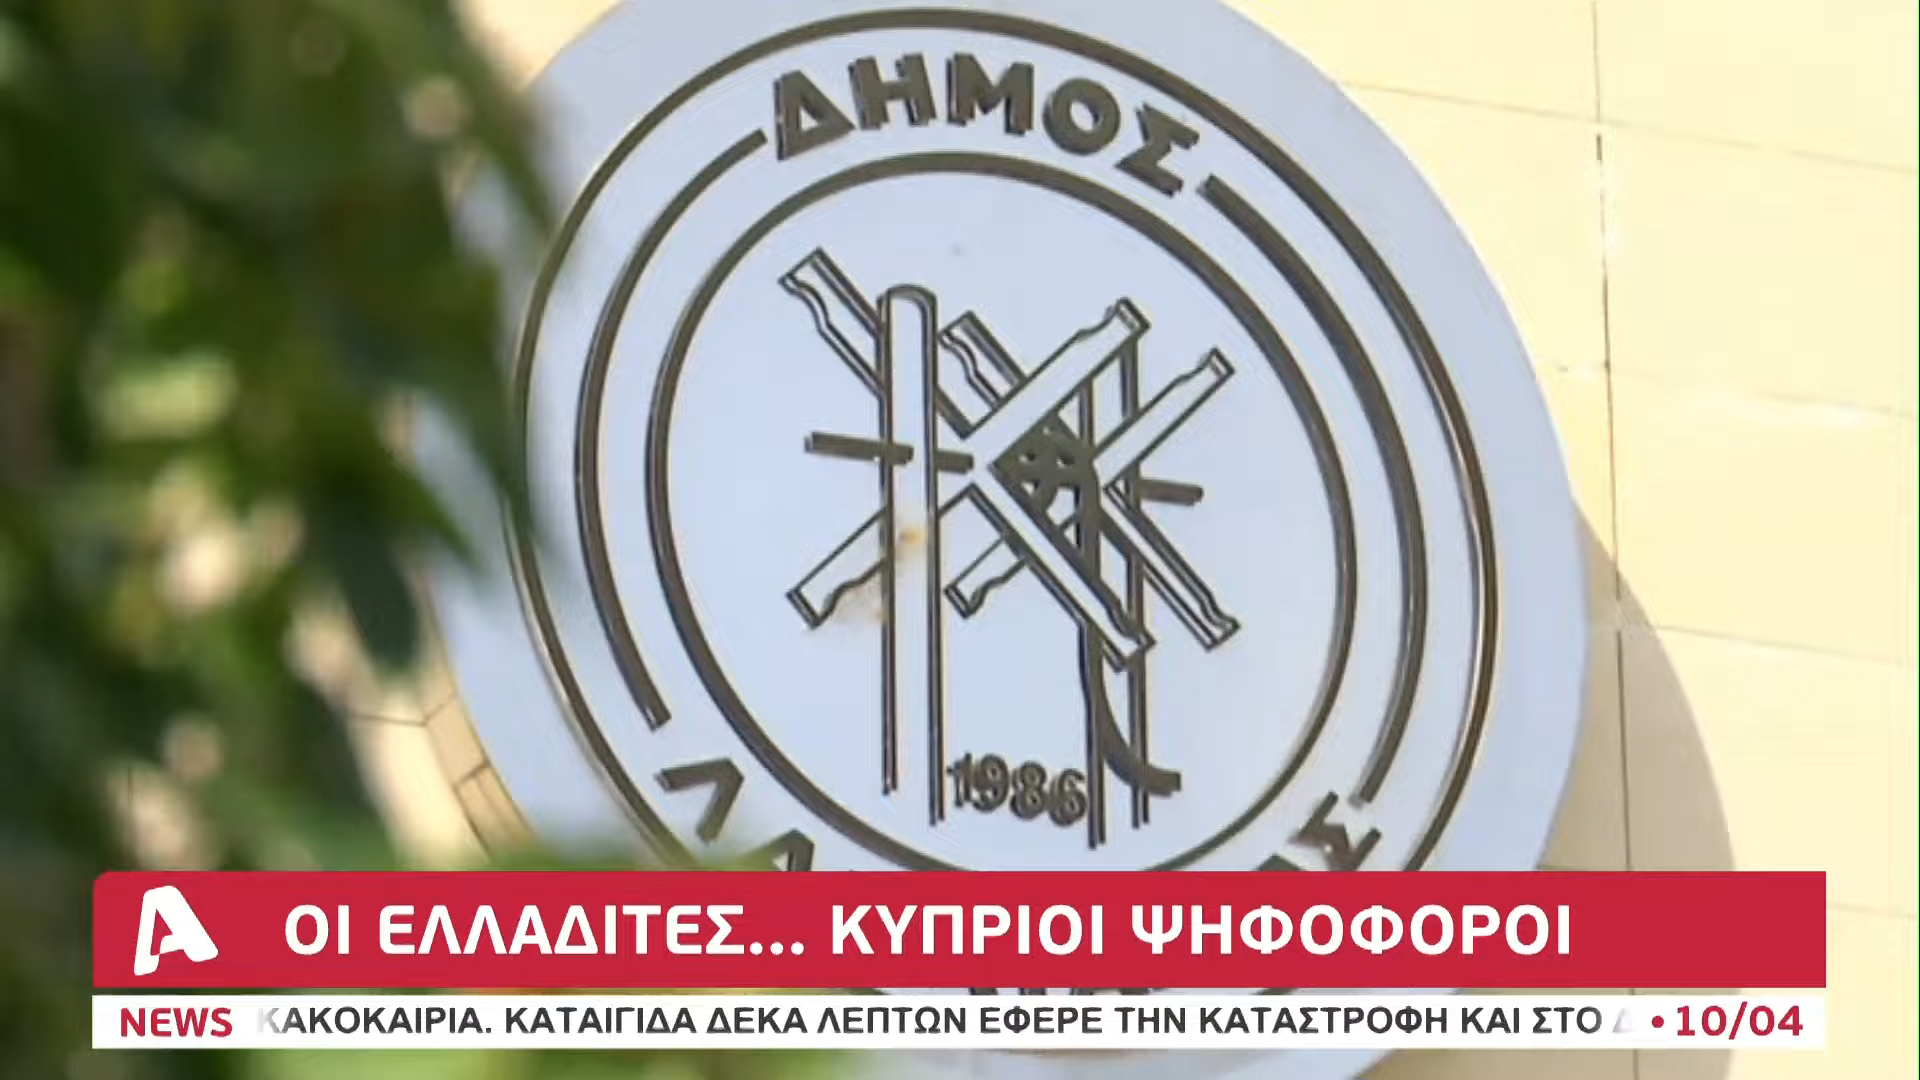 ΔΗΜΟΣ
1986
ΟΙ ΕΛΛΑΔΙΤΕΣ... ΚΥΠΡΙΟΙ ΨΗΦΟΦΟΡΟΙ
NEWS ΚΑΚΟΚΑΙΡΙΑ. ΚΑΤΑΙΓΙΔΑ ΔΕΚΑ ΛΕΠΤΩΝ ΕΦΕΡΕ ΤΗΝ ΚΑΤΑΣΤΡΟΦΗ ΚΑΙ ΣΤΟ • 10/04